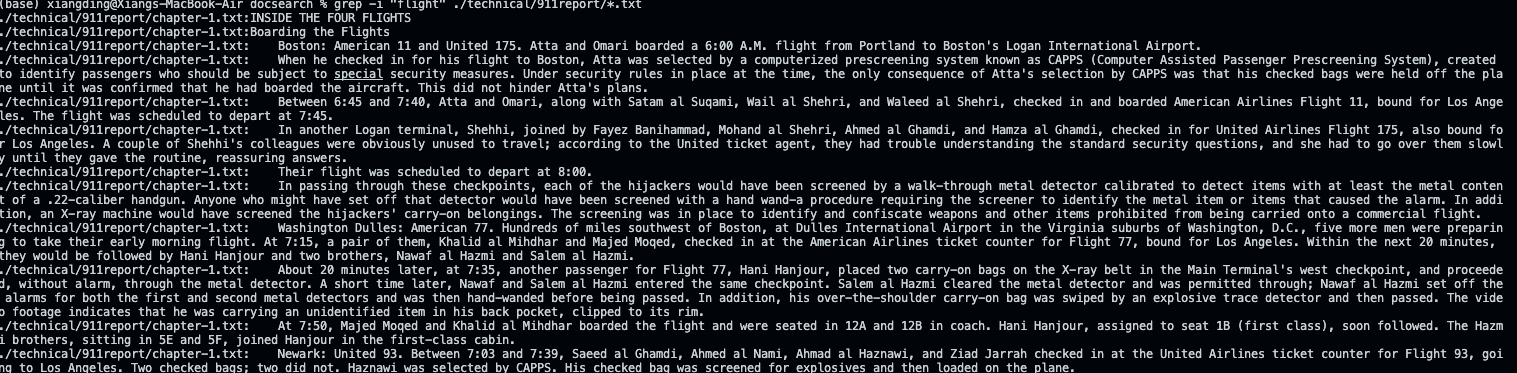 (base) xiangding@Xiangs-MacBook-Air docsearch % grep -i "flight" ./technical/911report/*.txt
./technical/911report/chapter-1.txt:INSIDE THE FOUR FLIGHTS
./technical/911report/chapter-1.txt:Boarding the Flights
./technical/911report/chapter-1.txt:    Boston: American 11 and United 175. Atta and Omari boarded a 6:00 A.M. flight from Portland to Boston's Logan International Airport.
./technical/911report/chapter-1.txt:    When he checked in for his flight to Boston, Atta was selected by a computerized prescreening system known as CAPPS (Computer Assisted Passenger Prescreening System), created
to identify passengers who should be subject to special security measures. Under security rules in place at the time, the only consequence of Atta's selection by CAPPS was that his checked bags were held off the pla
ne until it was confirmed that he had boarded the aircraft. This did not hinder Atta's plans.
./technical/911report/chapter-1.txt:    Between 6:45 and 7:40, Atta and Omari, along with Satam al Suqami, Wail al Shehri, and Waleed al Shehri, checked in and boarded American Airlines Flight 11, bound for Los Ange
les. The flight was scheduled to depart at 7:45.
./technical/911report/chapter-1.txt:    In another Logan terminal, Shehhi, joined by Fayez Banihammad, Mohand al Shehri, Ahmed al Ghamdi, and Hamza al Ghamdi, checked in for United Airlines Flight 175, also bound fo
r Los Angeles. A couple of Shehhi's colleagues were obviously unused to travel; according to the United ticket agent, they had trouble understanding the standard security questions, and she had to go over them slowl
y until they gave the routine, reassuring answers.
./technical/911report/chapter-1.txt:    Their flight was scheduled to depart at 8:00.
./technical/911report/chapter-1.txt:    In passing through these checkpoints, each of the hijackers would have been screened by a walk-through metal detector calibrated to detect items with at least the metal conten
t of a .22-caliber handgun. Anyone who might have set off that detector would have been screened with a hand wand-a procedure requiring the screener to identify the metal item or items that caused the alarm. In addi
tion, an X-ray machine would have screened the hijackers' carry-on belongings. The screening was in place to identify and confiscate weapons and other items prohibited from being carried onto a commercial flight.
./technical/911report/chapter-1.txt:    Washington Dulles: American 77. Hundreds of miles southwest of Boston, at Dulles International Airport in the Virginia suburbs of Washington, D.C., five more men were preparin
g to take their early morning flight. At 7:15, a pair of them, Khalid al Mihdhar and Majed Moqed, checked in at the American Airlines ticket counter for Flight 77, bound for Los Angeles. Within the next 20 minutes,
they would be followed by Hani Hanjour and two brothers, Nawaf al Hazmi and Salem al Hazmi.
./technical/911report/chapter-1.txt:    About 20 minutes later, at 7:35, another passenger for Flight 77, Hani Hanjour, placed two carry-on bags on the X-ray belt in the Main Terminal's west checkpoint, and proceede
d, without alarm, through the metal detector. A short time later, Nawaf and Salem al Hazmi entered the same checkpoint. Salem al Hazmi cleared the metal detector and was permitted through; Nawaf al Hazmi set off the
alarms for both the first and second metal detectors and was then hand-wanded before being passed. In addition, his over-the-shoulder carry-on bag was swiped by an explosive trace detector and then passed. The vide
o footage indicates that he was carrying an unidentified item in his back pocket, clipped to its rim.
./technical/911report/chapter-1.txt:    At 7:50, Majed Moqed and Khalid al Mihdhar boarded the flight and were seated in 12A and 12B in coach. Hani Hanjour, assigned to seat 1B (first class), soon followed. The Hazm
i brothers, sitting in 5E and 5F, joined Hanjour in the first-class cabin.
./technical/911report/chapter-1.txt:    Newark: United 93. Between 7:03 and 7:39, Saeed al Ghamdi, Ahmed al Nami, Ahmad al Haznawi, and Ziad Jarrah checked in at the United Airlines ticket counter for Flight 93, goi
ng to Los Angeles. Two checked bags; two did not. Haznawi was selected by CAPPS. His checked bag was screened for explosives and then loaded on the plane.